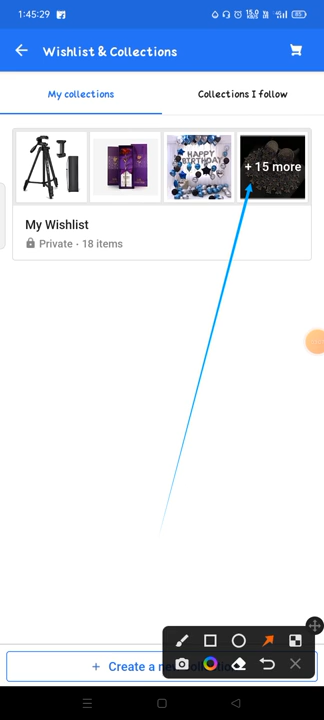 1:45:29
Wishlist & Collections
My collections
Collections I follow
HAPPY
BIRTHDAY
+ 15 more
My Wishlist
Private · 18 items
+ Create a new